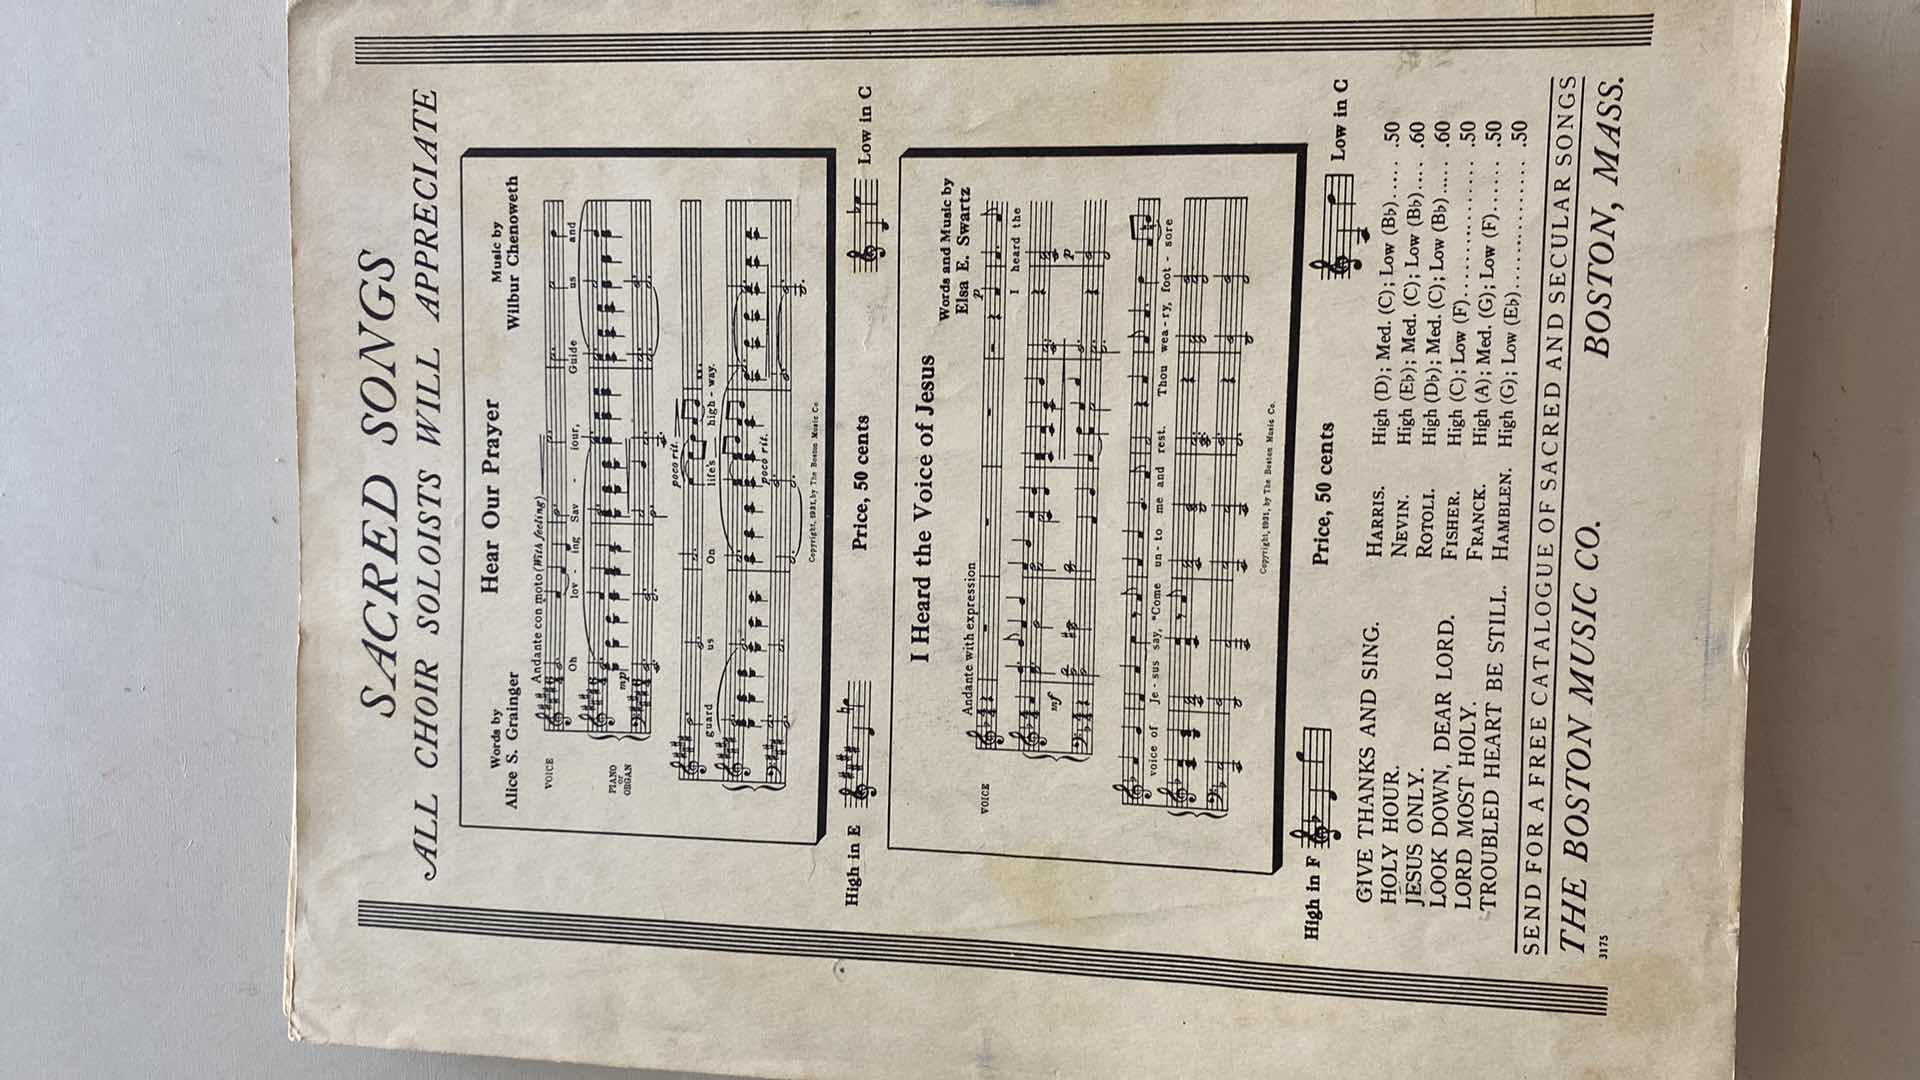 SACRED SONGS
ALL CHOIR SOLOISTS WILL APPRECIATE
Hear Our Prayer
Words by
Alice S. Grainger
Music by
Wilbur Chenoweth
Andante con moto (With feeling)
VOICE
Oh lov - ing Sav - iour, Guide us and
PIANO
or
ORGAN
mp
poco rit.
guard us On life's high - way.
poco rit.
Copyright, 1931, by The Boston Music Co.
High in E Price, 50 cents Low in C
I Heard the Voice of Jesus
Words and Music by
Elsa E. Swartz
Andante with expression
p
VOICE
I heard the
mf
p
voice of Je - sus say, "Come un - to me and rest. Thou wea - ry, foot - sore
Copyright, 1931, by The Boston Music Co.
High in F Price, 50 cents Low in C
GIVE THANKS AND SING. HARRIS. High (D); Med. (C); Low (B♭)..... .50
HOLY HOUR. NEVIN. High (E♭); Med. (C); Low (B♭).... .60
JESUS ONLY. ROTOLI. High (D♭); Med. (C); Low (B♭)..... .60
LOOK DOWN, DEAR LORD. FISHER. High (C); Low (F).................. .50
LORD MOST HOLY. FRANCK. High (A); Med. (G); Low (F)....... .50
TROUBLED HEART BE STILL. HAMBLEN. High (G); Low (E♭)................. .50
SEND FOR A FREE CATALOGUE OF SACRED AND SECULAR SONGS
THE BOSTON MUSIC CO. BOSTON, MASS.
3175